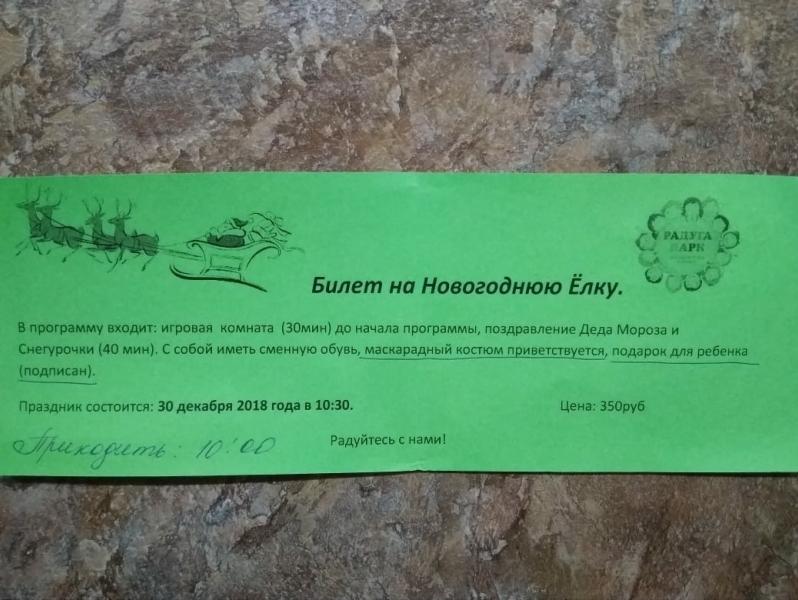 РАДУГА
ПАРК
Билет на Новогоднюю Ёлку.
В программу входит: игровая комната (30мин) до начала программы, поздравление Деда Мороза и
Снегурочки (40 мин). С собой иметь сменную обувь, маскарадный костюм приветствуется, подарок для ребенка
(подписан).
Праздник состоится: 30 декабря 2018 года в 10:30. Цена: 350руб
Приходить: 10:00 Радуйтесь с нами!